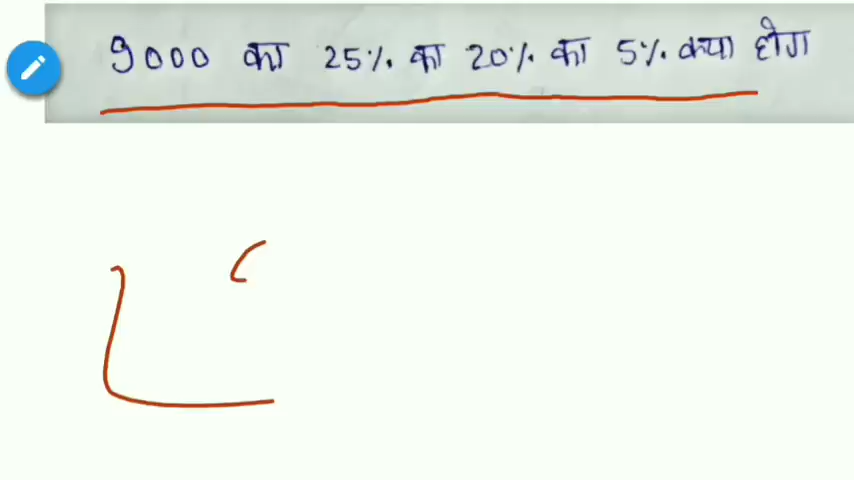 9000 का 25% का 20% का 5% क्या होगा